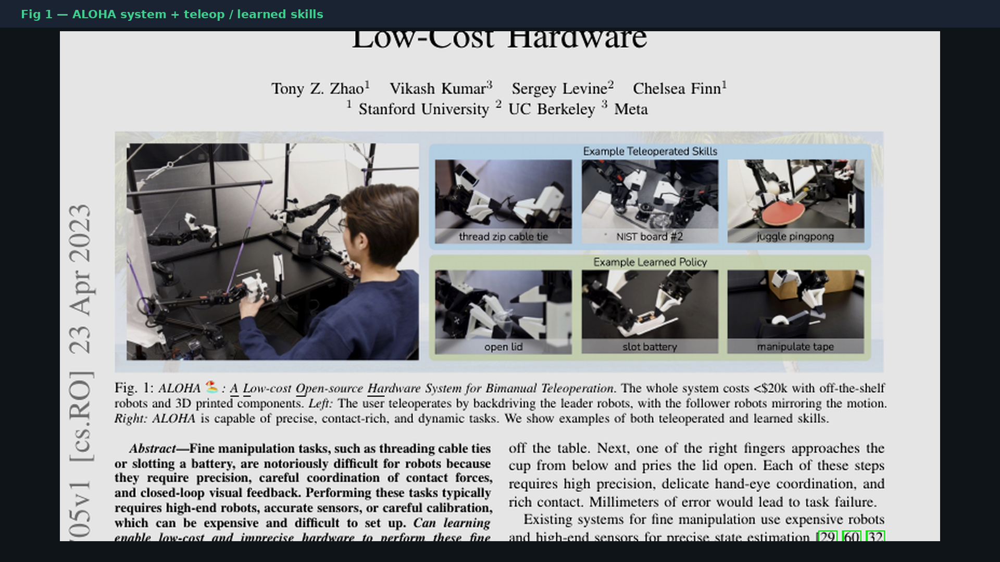 Fig 1 — ALOHA system + teleop / learned skills
Low-Cost Hardware
Tony Z. Zhao1 Vikash Kumar3 Sergey Levine2 Chelsea Finn1
1 Stanford University 2 UC Berkeley 3 Meta
Example Teleoperated Skills
thread zip cable tie
NIST board #2
juggle pingpong
Example Learned Policy
open lid
slot battery
manipulate tape
Fig. 1: ALOHA 🏖️ : A Low-cost Open-source Hardware System for Bimanual Teleoperation. The whole system costs <$20k with off-the-shelf
robots and 3D printed components. Left: The user teleoperates by backdriving the leader robots, with the follower robots mirroring the motion.
Right: ALOHA is capable of precise, contact-rich, and dynamic tasks. We show examples of both teleoperated and learned skills.
Abstract—Fine manipulation tasks, such as threading cable ties
or slotting a battery, are notoriously difficult for robots because
they require precision, careful coordination of contact forces,
and closed-loop visual feedback. Performing these tasks typically
requires high-end robots, accurate sensors, or careful calibration,
which can be expensive and difficult to set up. Can learning
enable low-cost and imprecise hardware to perform these fine
off the table. Next, one of the right fingers approaches the
cup from below and pries the lid open. Each of these steps
requires high precision, delicate hand-eye coordination, and
rich contact. Millimeters of error would lead to task failure.
Existing systems for fine manipulation use expensive robots
and high-end sensors for precise state estimation [29, 60, 32
05v1 [cs.RO] 23 Apr 2023